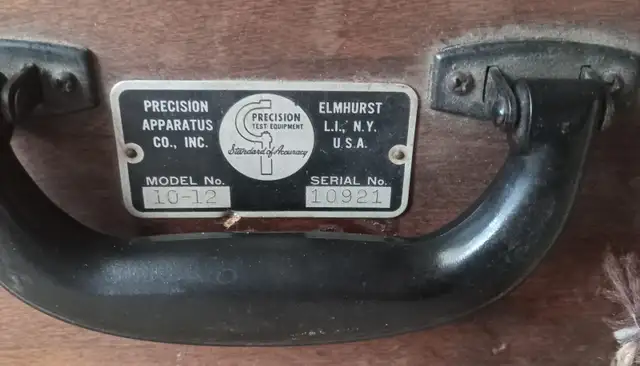 PRECISION
APPARATUS
CO., INC.
PRECISION
TEST EQUIPMENT
Standard of Accuracy
ELMHURST
L.I., N.Y.
U.S.A.
MODEL No.
10-12
SERIAL No.
10921